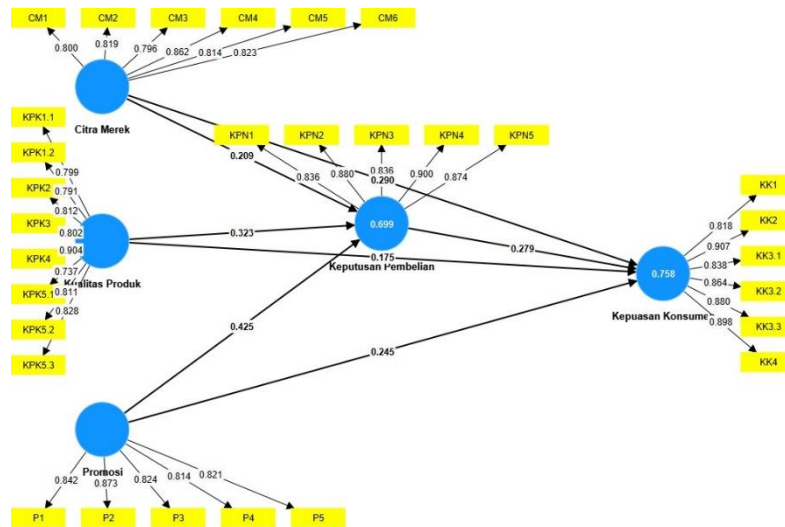 CM1 CM2 CM3 CM4 CM5 CM6
0.800 0.819 0.796 0.862 0.814 0.823
Citra Merek
KPK1.1
KPK1.2
KPK2
KPK3
KPK4
KPK5.1
KPK5.2
KPK5.3
0.799
0.791
0.812
0.802
0.904
0.737
0.811
0.828
Kualitas Produk
KPN1 KPN2 KPN3 KPN4 KPN5
0.836 0.880 0.836 0.900 0.874
0.209
0.290
0.323
0.699
Keputusan Pembelian
0.175
0.279
0.425
0.245
0.758
Kepuasan Konsume
KK1
KK2
KK3.1
KK3.2
KK3.3
KK4
0.818
0.907
0.838
0.864
0.880
0.898
Promosi
0.842 0.873 0.824 0.814 0.821
P1 P2 P3 P4 P5